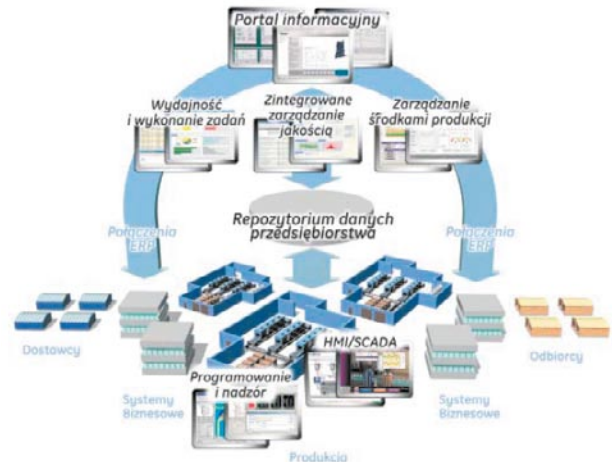 Portal informacyjny
Wydajność
i wykonanie zadań
Zintegrowane
zarządzanie
jakością
Zarządzanie
środkami produkcji
Repozytorium danych
przedsiębiorstwa
Połączenia
ERP
Połączenia
ERP
Dostawcy
HMI/SCADA
Odbiorcy
Programowanie
i nadzór
Systemy
Biznesowe
Systemy
Biznesowe
Produkcja